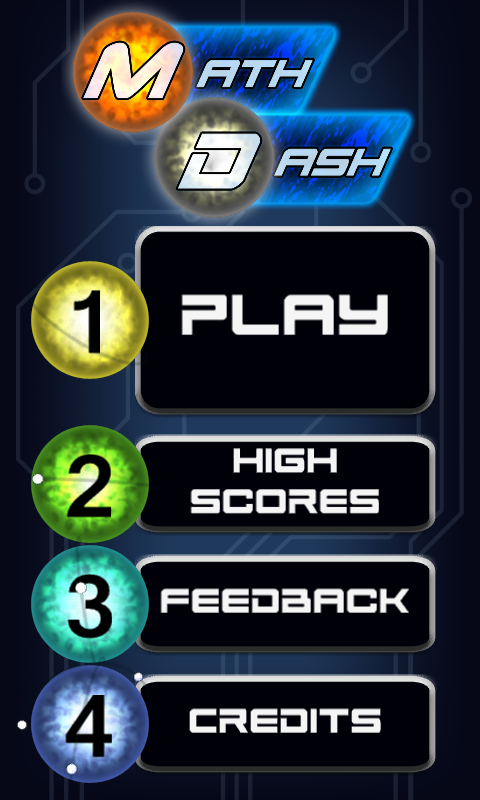 MATH
DASH
1 PLAY
2 HIGH
SCORES
3 FEEDBACK
4 CREDITS